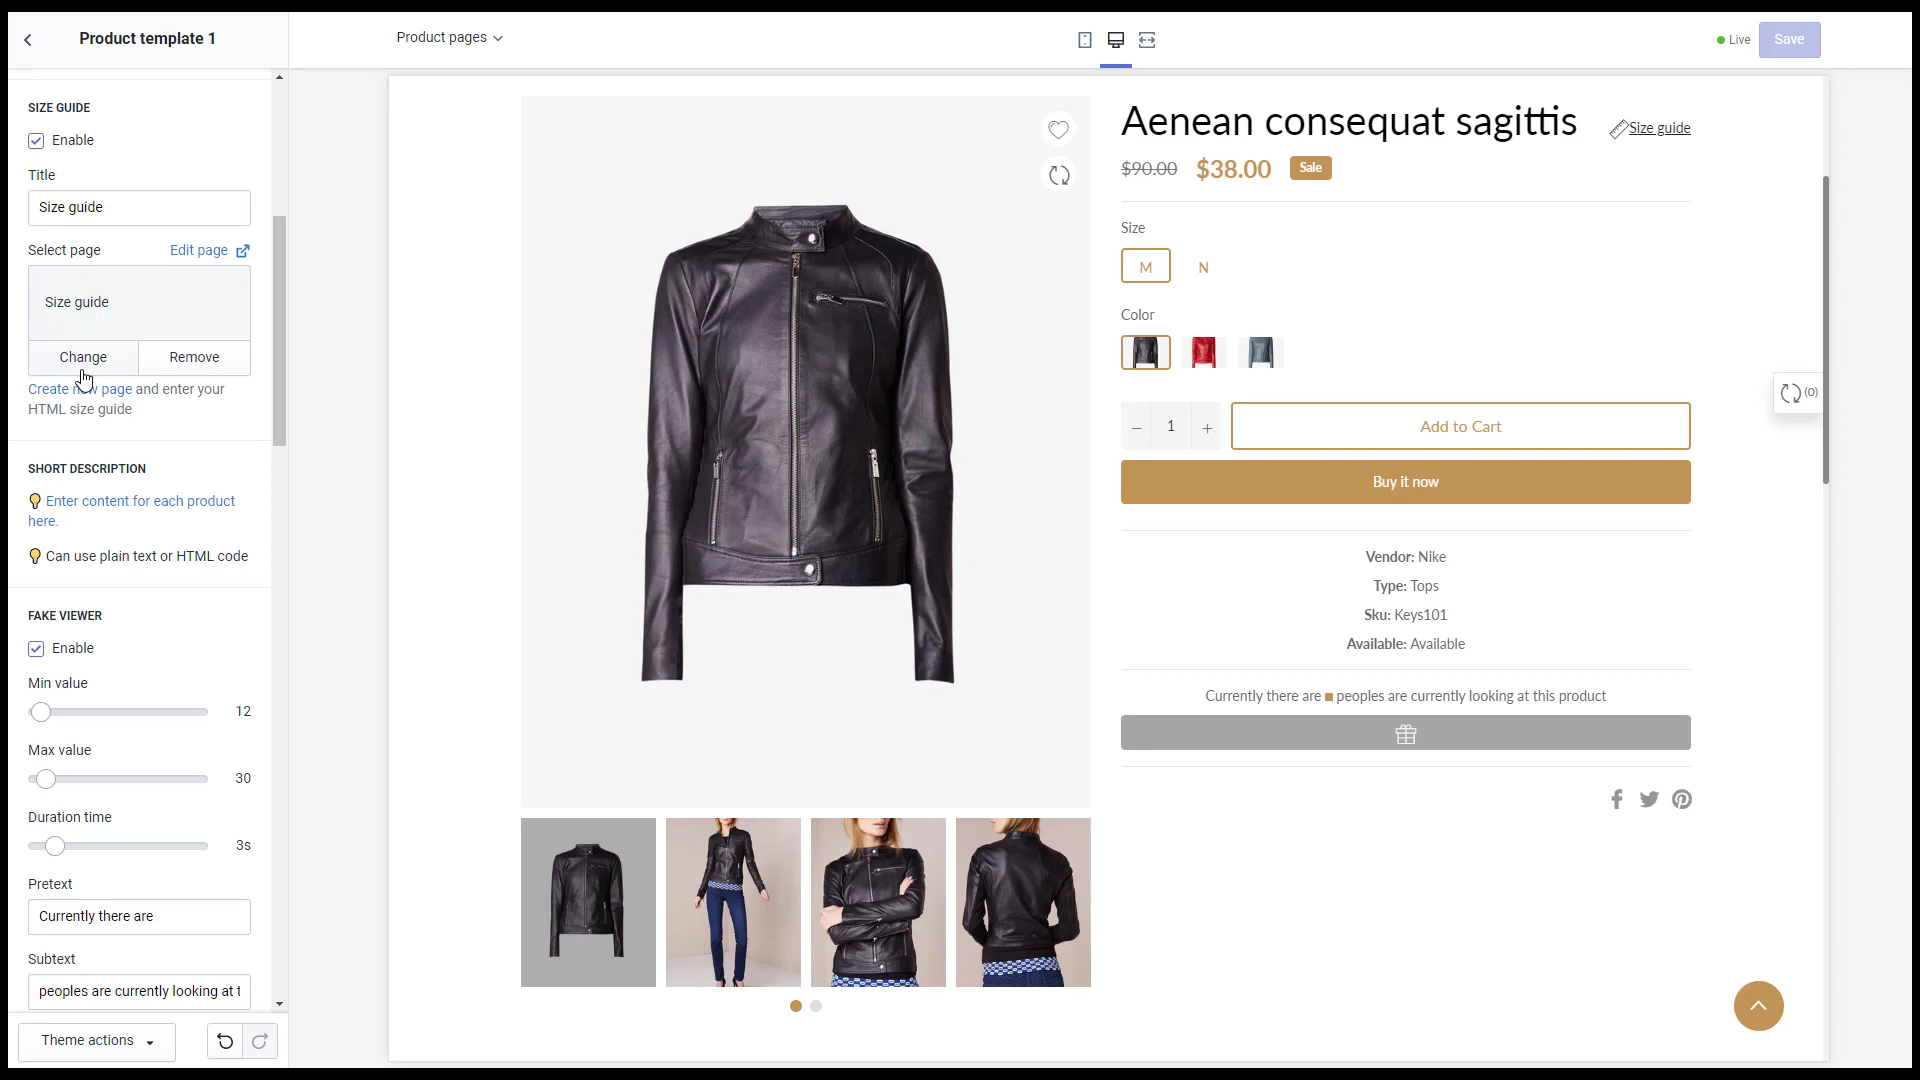 Product template 1
Product pages
Live
Save
SIZE GUIDE
Enable
Title
Size guide
Select page
Edit page
Size guide
Change
Remove
Create new page and enter your
HTML size guide
SHORT DESCRIPTION
Enter content for each product
here.
Can use plain text or HTML code
FAKE VIEWER
Enable
Min value
12
Max value
30
Duration time
3s
Pretext
Currently there are
Subtext
peoples are currently looking at t
Theme actions
Aenean consequat sagittis
Size guide
$90.00 $38.00 Sale
Size
M N
Color
(0)
− 1 +
Add to Cart
Buy it now
Vendor: Nike
Type: Tops
Sku: Keys101
Available: Available
Currently there are peoples are currently looking at this product